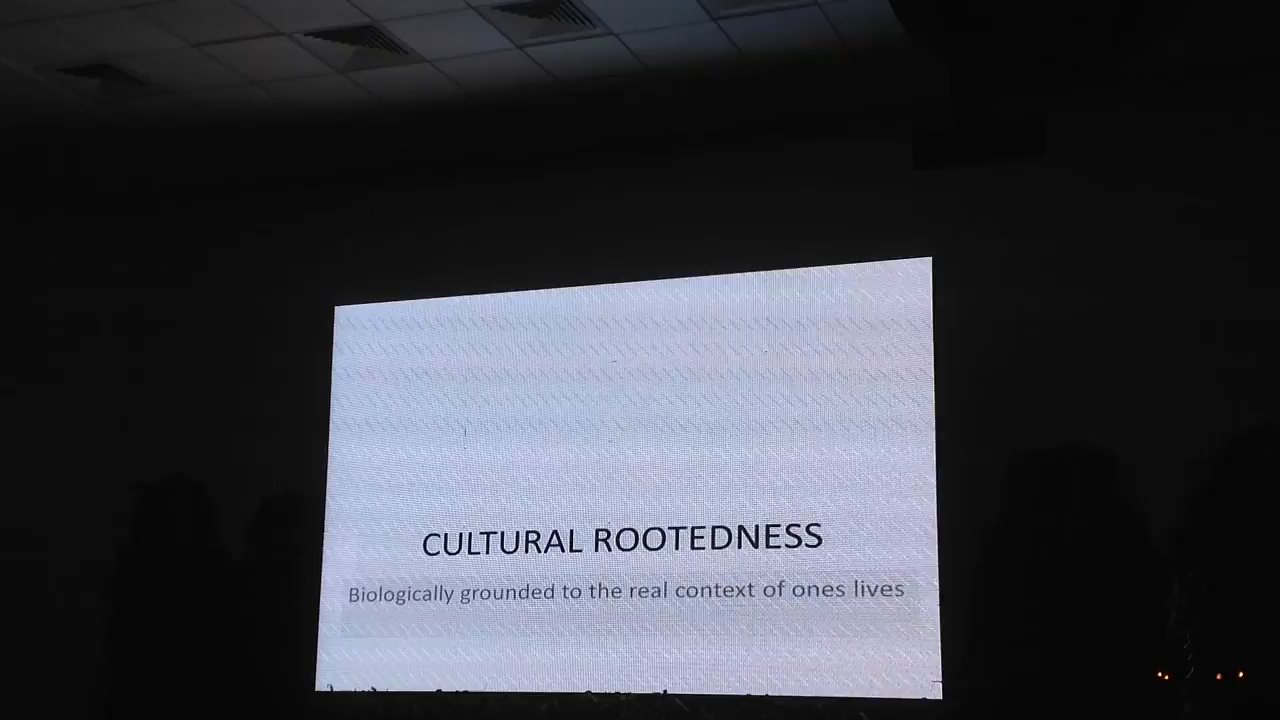 CULTURAL ROOTEDNESS
Biologically grounded to the real context of ones lives